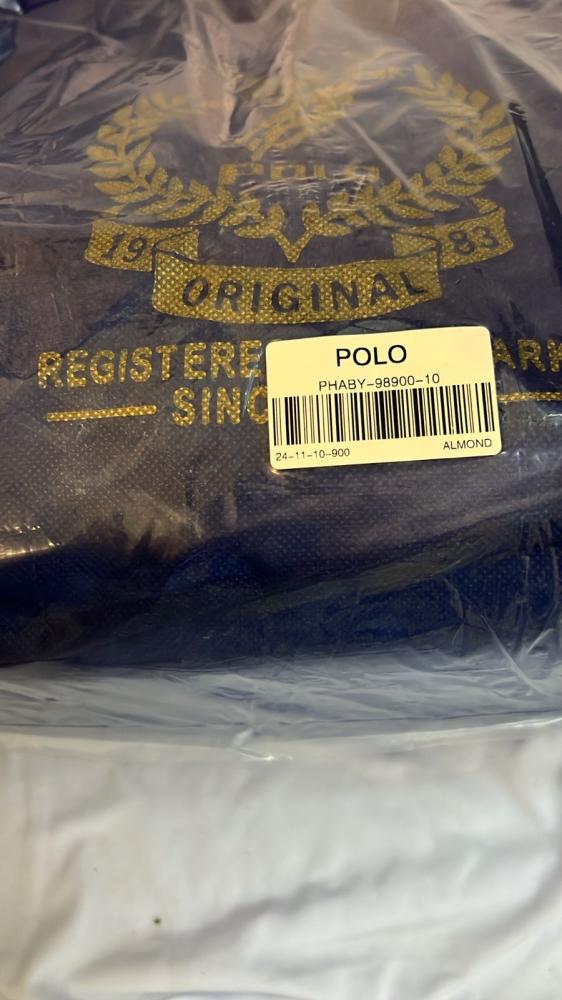 POLO
19 83
ORIGINAL
REGISTERE ARK
SINC
POLO
PHABY-98900-10
24-11-10-900 ALMOND